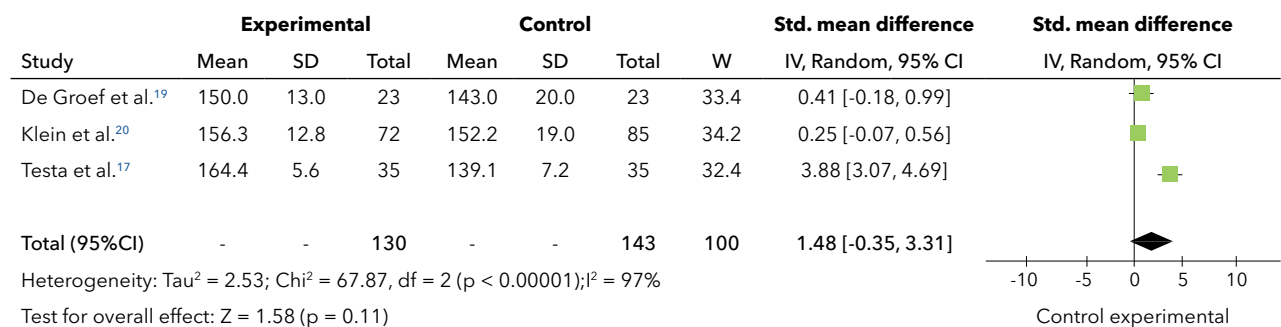 Experimental Control Std. mean difference Std. mean difference
Study Mean SD Total Mean SD Total W IV, Random, 95% CI IV, Random, 95% CI
De Groef et al.19 150.0 13.0 23 143.0 20.0 23 33.4 0.41 [-0.18, 0.99]
Klein et al.20 156.3 12.8 72 152.2 19.0 85 34.2 0.25 [-0.07, 0.56]
Testa et al.17 164.4 5.6 35 139.1 7.2 35 32.4 3.88 [3.07, 4.69]
Total (95%CI) - - 130 - - 143 100 1.48 [-0.35, 3.31]
Heterogeneity: Tau2 = 2.53; Chi2 = 67.87, df = 2 (p < 0.00001);I2 = 97%
-10 -5 0 5 10
Test for overall effect: Z = 1.58 (p = 0.11) Control experimental